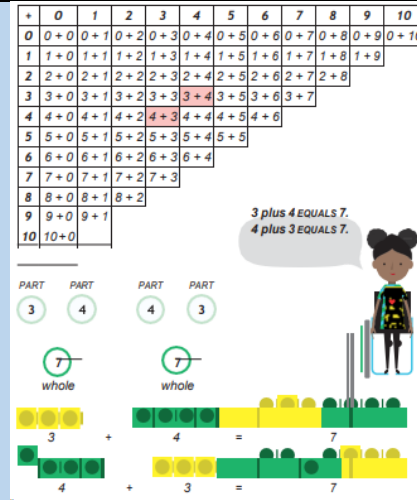 + 0 1 2 3 4 5 6 7 8 9 10
0 0+0 0+1 0+2 0+3 0+4 0+5 0+6 0+7 0+8 0+9 0+10
1 1+0 1+1 1+2 1+3 1+4 1+5 1+6 1+7 1+8 1+9
2 2+0 2+1 2+2 2+3 2+4 2+5 2+6 2+7 2+8
3 3+0 3+1 3+2 3+3 3+4 3+5 3+6 3+7
4 4+0 4+1 4+2 4+3 4+4 4+5 4+6
5 5+0 5+1 5+2 5+3 5+4 5+5
6 6+0 6+1 6+2 6+3 6+4
7 7+0 7+1 7+2 7+3
8 8+0 8+1 8+2
9 9+0 9+1
10 10+0
3 plus 4 EQUALS 7.
4 plus 3 EQUALS 7.
PART PART PART PART
3 4 4 3
7 7
whole whole
3 + 4 = 7
4 + 3 = 7